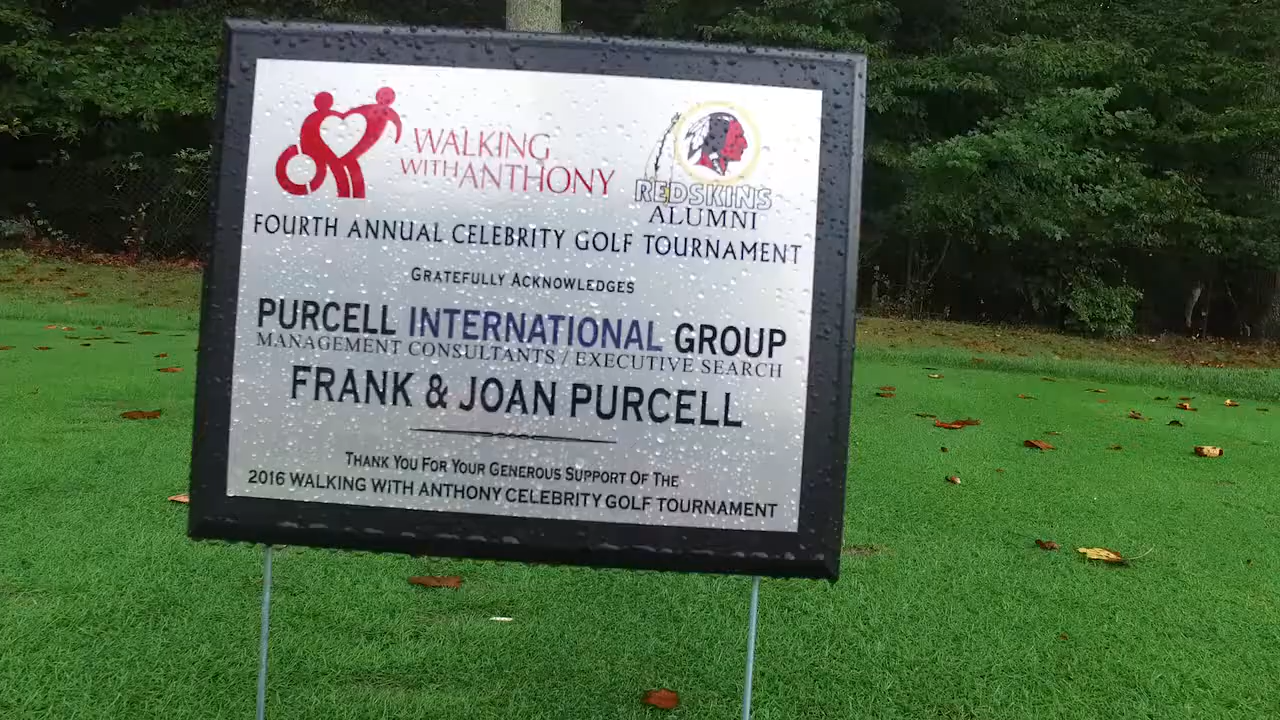 WALKING
WITH ANTHONY
REDSKINS
ALUMNI
FOURTH ANNUAL CELEBRITY GOLF TOURNAMENT
GRATEFULLY ACKNOWLEDGES
PURCELL INTERNATIONAL GROUP
MANAGEMENT CONSULTANTS / EXECUTIVE SEARCH
FRANK & JOAN PURCELL
THANK YOU FOR YOUR GENEROUS SUPPORT OF THE
2016 WALKING WITH ANTHONY CELEBRITY GOLF TOURNAMENT